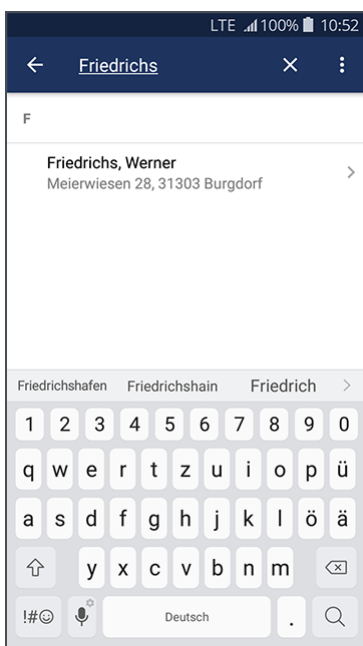 LTE 100% 10:52
Friedrichs
F
Friedrichs, Werner
Meierwiesen 28, 31303 Burgdorf
Friedrichshafen Friedrichshain Friedrich
1 2 3 4 5 6 7 8 9 0
q w e r t z u i o p ü
a s d f g h j k l ö ä
y x c v b n m
!#☺ Deutsch .